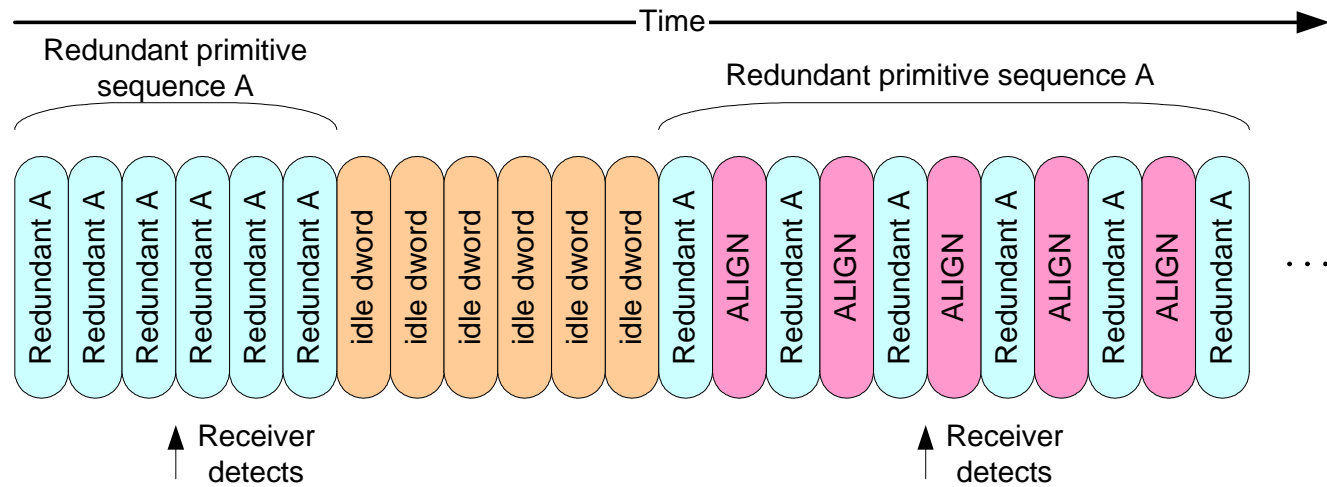 Time
Redundant primitive
sequence A
Redundant primitive sequence A
Redundant A
Redundant A
Redundant A
Redundant A
Redundant A
Redundant A
idle dword
idle dword
idle dword
idle dword
idle dword
idle dword
Redundant A
ALIGN
Redundant A
ALIGN
Redundant A
ALIGN
Redundant A
ALIGN
Redundant A
ALIGN
Redundant A
. . .
Receiver
detects
Receiver
detects